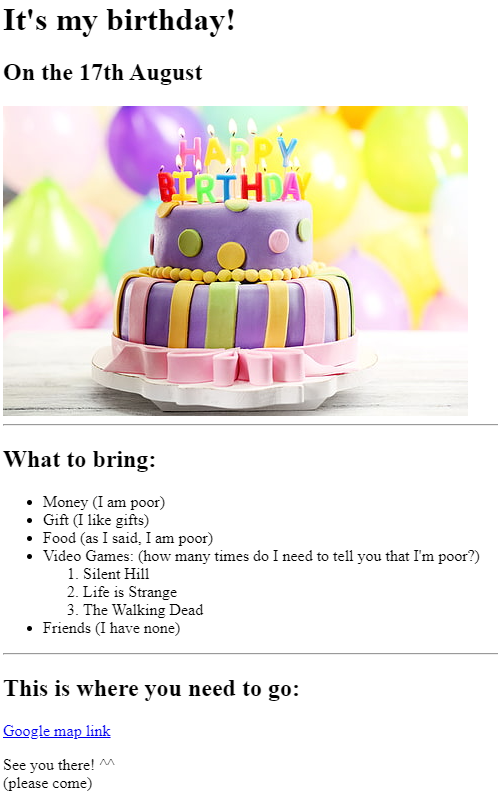 It's my birthday!
On the 17th August
HAPPY
BIRTHDAY
What to bring:
Money (I am poor)
Gift (I like gifts)
Food (as I said, I am poor)
Video Games: (how many times do I need to tell you that I'm poor?)
1. Silent Hill
2. Life is Strange
3. The Walking Dead
Friends (I have none)
This is where you need to go:
Google map link
See you there! ^^
(please come)